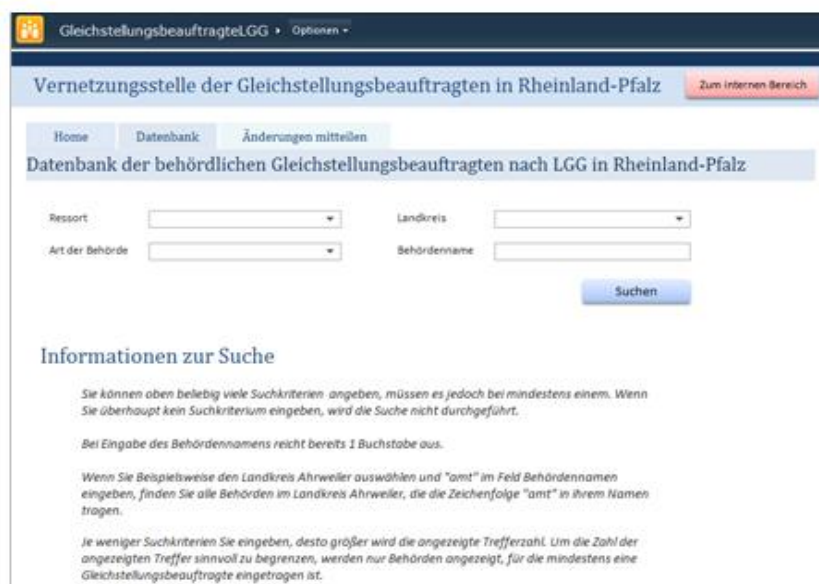 GleichstellungsbeauftragteLGG Optionen
Vernetzungsstelle der Gleichstellungsbeauftragten in Rheinland-Pfalz Zum internen Bereich
Home Datenbank Änderungen mitteilen
Datenbank der behördlichen Gleichstellungsbeauftragten nach LGG in Rheinland-Pfalz
Ressort Landkreis
Art der Behörde Behördenname
Suchen
Informationen zur Suche
Sie können oben beliebig viele Suchkriterien angeben, müssen es jedoch bei mindestens einem. Wenn
Sie überhaupt kein Suchkriterium eingeben, wird die Suche nicht durchgeführt.
Bei Eingabe des Behördennamens reicht bereits 1 Buchstabe aus.
Wenn Sie Beispielsweise den Landkreis Ahrweiler auswählen und "amt" im Feld Behördennamen
eingeben, finden Sie alle Behörden im Landkreis Ahrweiler, die die Zeichenfolge "amt" in ihrem Namen
tragen.
Je weniger Suchkriterien Sie eingeben, desto größer wird die angezeigte Trefferzahl. Um die Zahl der
angezeigten Treffer sinnvoll zu begrenzen, werden nur Behörden angezeigt, für die mindestens eine
Gleichstellungsbeauftragte eingetragen ist.